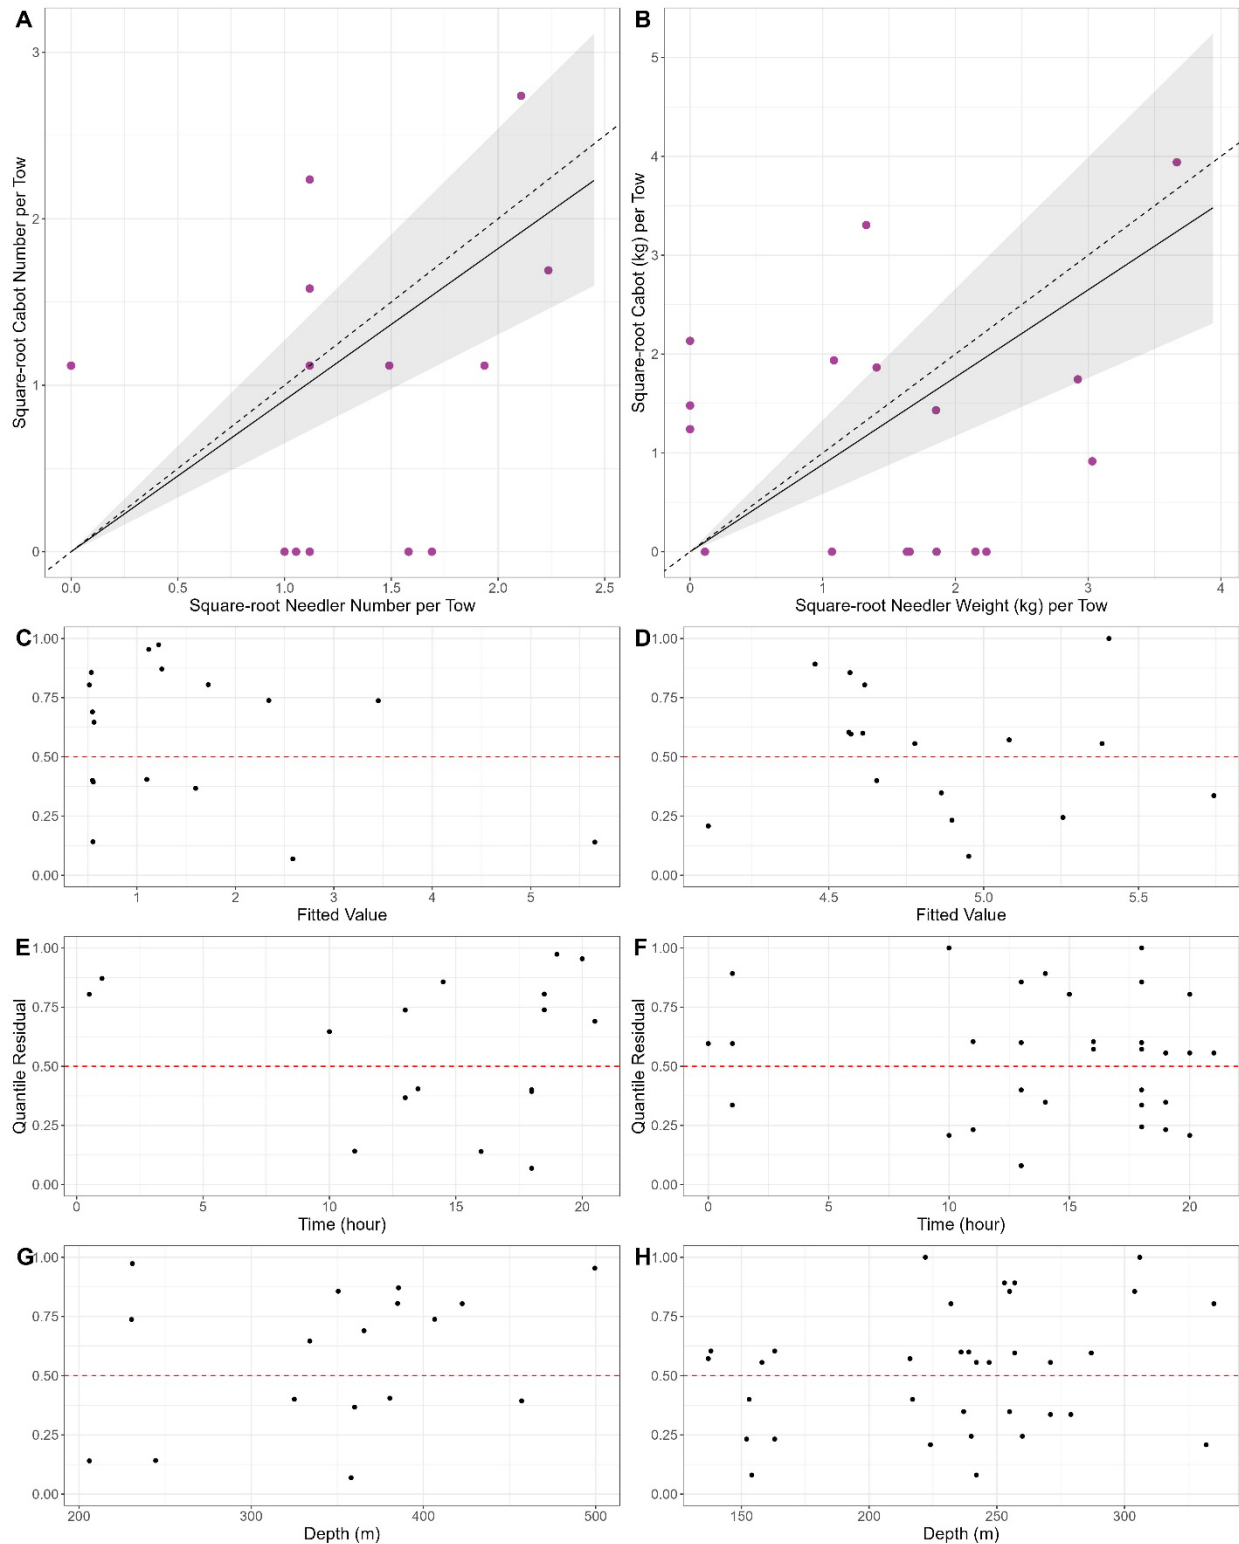 A
B
Square-root Cabot Number per Tow
3
2
1
0
0.0 0.5 1.0 1.5 2.0 2.5
Square-root Needler Number per Tow
Square-root Cabot (kg) per Tow
5
4
3
2
1
0
0 1 2 3 4
Square-root Needler Weight (kg) per Tow
C
1.00
0.75
0.50
0.25
0.00
1 2 3 4 5
Fitted Value
D
1.00
0.75
0.50
0.25
0.00
4.5 5.0 5.5
Fitted Value
E
Quantile Residual
1.00
0.75
0.50
0.25
0.00
0 5 10 15 20
Time (hour)
F
Quantile Residual
1.00
0.75
0.50
0.25
0.00
0 5 10 15 20
Time (hour)
G
1.00
0.75
0.50
0.25
0.00
200 300 400 500
Depth (m)
H
1.00
0.75
0.50
0.25
0.00
150 200 250 300
Depth (m)